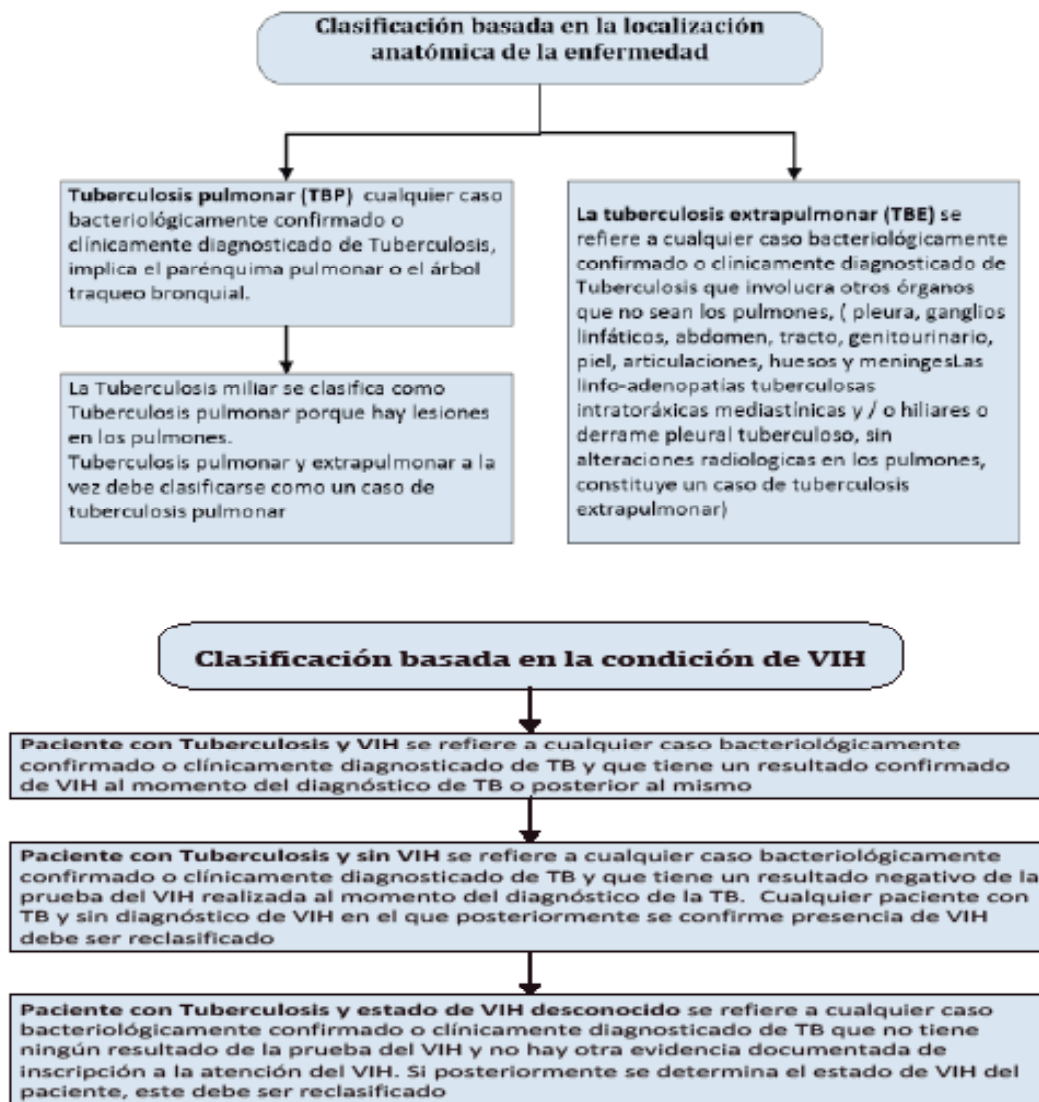 Clasificación basada en la localización
anatómica de la enfermedad
Tuberculosis pulmonar (TBP) cualquier caso
bacteriológicamente confirmado o
clínicamente diagnosticado de Tuberculosis,
implica el parénquima pulmonar o el árbol
traqueo bronquial.
La Tuberculosis miliar se clasifica como
Tuberculosis pulmonar porque hay lesiones
en los pulmones.
Tuberculosis pulmonar y extrapulmonar a la
vez debe clasificarse como un caso de
tuberculosis pulmonar
La tuberculosis extrapulmonar (TBE) se
refiere a cualquier caso bacteriológicamente
confirmado o clinicamente diagnosticado de
Tuberculosis que involucra otros órganos
que no sean los pulmones, ( pleura, ganglios
linfáticos, abdomen, tracto, genitourinario,
piel, articulaciones, huesos y meningesLas
linfo-adenopatías tuberculosas
intratoráxicas mediastínicas y / o hiliares o
derrame pleural tuberculoso, sin
alteraciones radiologicas en los pulmones,
constituye un caso de tuberculosis
extrapulmonar)
Clasificación basada en la condición de VIH
Paciente con Tuberculosis y VIH se refiere a cualquier caso bacteriológicamente
confirmado o clínicamente diagnosticado de TB y que tiene un resultado confirmado
de VIH al momento del diagnóstico de TB o posterior al mismo
Paciente con Tuberculosis y sin VIH se refiere a cualquier caso bacteriológicamente
confirmado o clínicamente diagnosticado de TB y que tiene un resultado negativo de la
prueba del VIH realizada al momento del diagnóstico de la TB. Cualquier paciente con
TB y sin diagnóstico de VIH en el que posteriormente se confirme presencia de VIH
debe ser reclasificado
Paciente con Tuberculosis y estado de VIH desconocido se refiere a cualquier caso
bacteriológicamente confirmado o clínicamente diagnosticado de TB que no tiene
ningún resultado de la prueba del VIH y no hay otra evidencia documentada de
inscripción a la atención del VIH. Si posteriormente se determina el estado de VIH del
paciente, este debe ser reclasificado